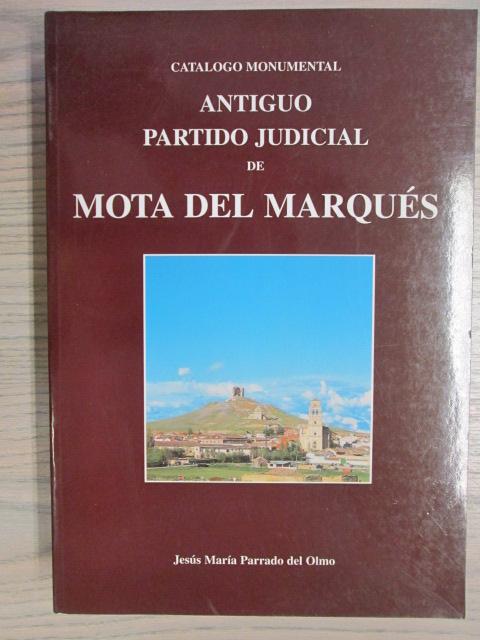 CATALOGO MONUMENTAL
ANTIGUO
PARTIDO JUDICIAL
DE
MOTA DEL MARQUÉS
Jesús María Parrado del Olmo